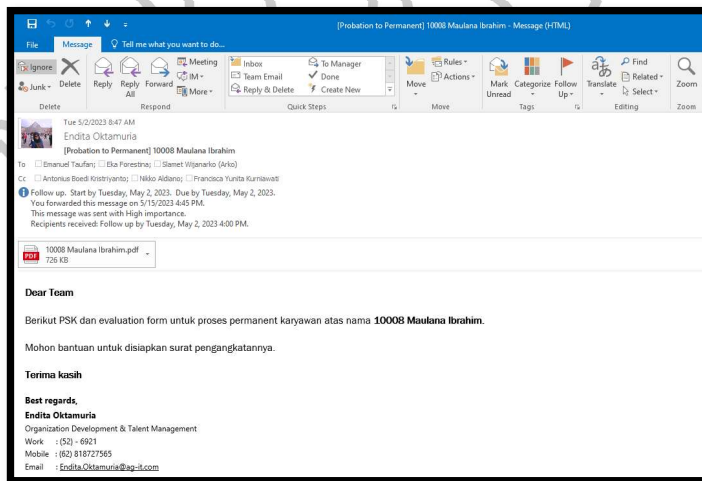 [Probation to Permanent] 10008 Maulana Ibrahim - Message (HTML)
File Message Tell me what you want to do...
Ignore
Junk
Delete
Reply
Reply All
Forward
Meeting
IM
More
Inbox
Team Email
Reply & Delete
To Manager
Done
Create New
Move
Rules
Actions
Mark Unread
Categorize
Follow Up
Translate
Find
Related
Select
Zoom
Delete Respond Quick Steps Move Tags Editing Zoom
Tue 5/2/2023 8:47 AM
Endita Oktamuria
[Probation to Permanent] 10008 Maulana Ibrahim
To Emanuel Taufan; Eka Forestina; Slamet Wijanarko (Arko)
Cc Antonius Boedi Kristriyanto; Nikko Aldiano; Francisca Yunita Kurniawati
Follow up. Start by Tuesday, May 2, 2023. Due by Tuesday, May 2, 2023.
You forwarded this message on 5/15/2023 4:45 PM.
This message was sent with High importance.
Recipients received: Follow up by Tuesday, May 2, 2023 4:00 PM.
PDF
10008 Maulana Ibrahim.pdf
726 KB
Dear Team
Berikut PSK dan evaluation form untuk proses permanent karyawan atas nama 10008 Maulana Ibrahim.
Mohon bantuan untuk disiapkan surat pengangkatannya.
Terima kasih
Best regards,
Endita Oktamuria
Organization Development & Talent Management
Work : (52) - 6921
Mobile : (62) 818727565
Email : Endita.Oktamuria@ag-it.com